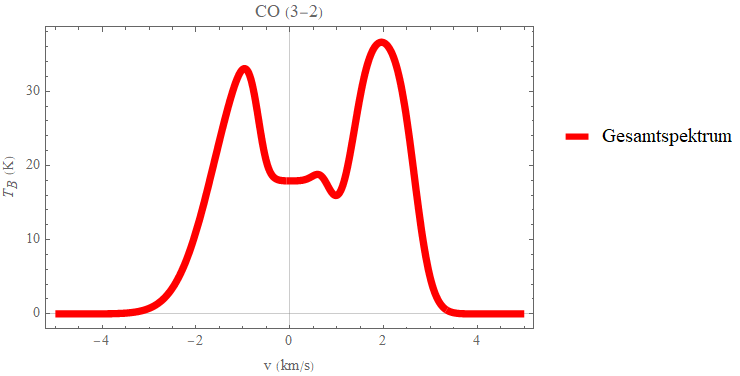 CO (3–2)
T_B (K)
30
20
10
0
−4
−2
0
2
4
v (km/s)
Gesamtspektrum